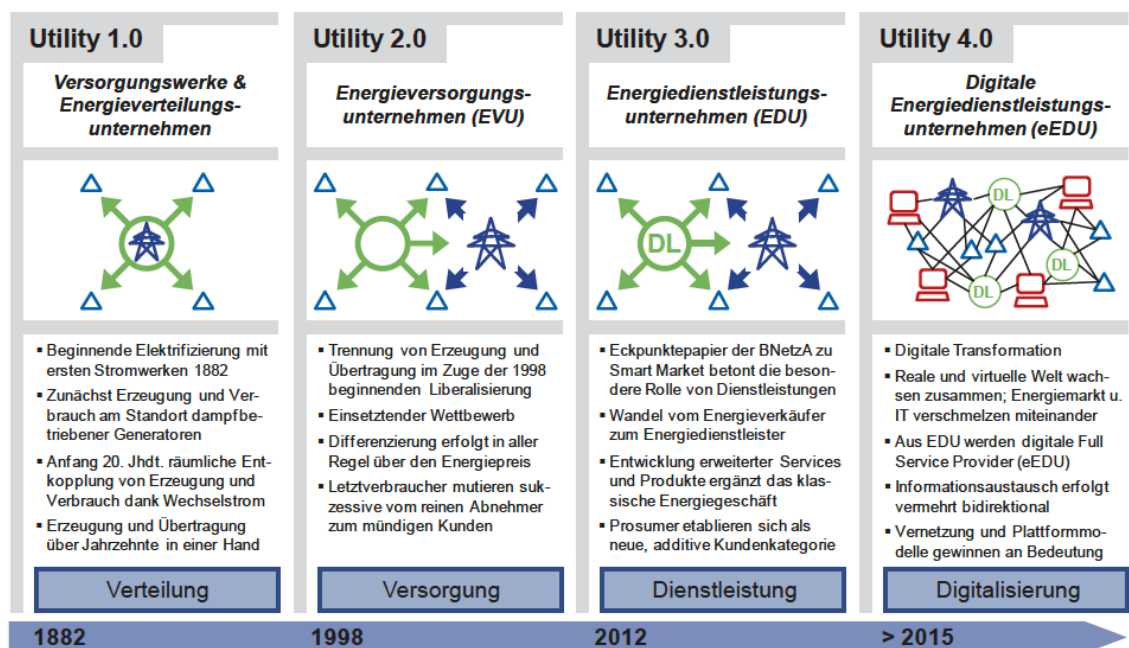 Utility 1.0
Versorgungswerke &
Energieverteilungs-
unternehmen
▪ Beginnende Elektrifizierung mit
ersten Stromwerken 1882
▪ Zunächst Erzeugung und Ver-
brauch am Standort dampfbe-
triebener Generatoren
▪ Anfang 20. Jhdt. räumliche Ent-
kopplung von Erzeugung und
Verbrauch dank Wechselstrom
▪ Erzeugung und Übertragung
über Jahrzehnte in einer Hand
Verteilung
1882
Utility 2.0
Energieversorgungs-
unternehmen (EVU)
▪ Trennung von Erzeugung und
Übertragung im Zuge der 1998
beginnenden Liberalisierung
▪ Einsetztender Wettbewerb
▪ Differenzierung erfolgt in aller
Regel über den Energiepreis
▪ Letztverbraucher mutieren suk-
zessive vom reinen Abnehmer
zum mündigen Kunden
Versorgung
1998
Utility 3.0
Energiedienstleistungs-
unternehmen (EDU)
DL
▪ Eckpunktepapier der BNetzA zu
Smart Market betont die beson-
dere Rolle von Dienstleistungen
▪ Wandel vom Energieverkäufer
zum Energiedienstleister
▪ Entwicklung erweiterter Services
und Produkte ergänzt das klas-
sische Energiegeschäft
▪ Prosumer etablieren sich als
neue, additive Kundenkategorie
Dienstleistung
2012
Utility 4.0
Digitale
Energiedienstleistungs-
unternehmen (eEDU)
DL
DL
DL
▪ Digitale Transformation
▪ Reale und virtuelle Welt wach-
sen zusammen; Energiemarkt u.
IT verschmelzen miteinander
▪ Aus EDU werden digitale Full
Service Provider (eEDU)
▪ Informationsaustausch erfolgt
vermehrt bidirektional
▪ Vernetzung und Plattformmo-
delle gewinnen an Bedeutung
Digitalisierung
> 2015